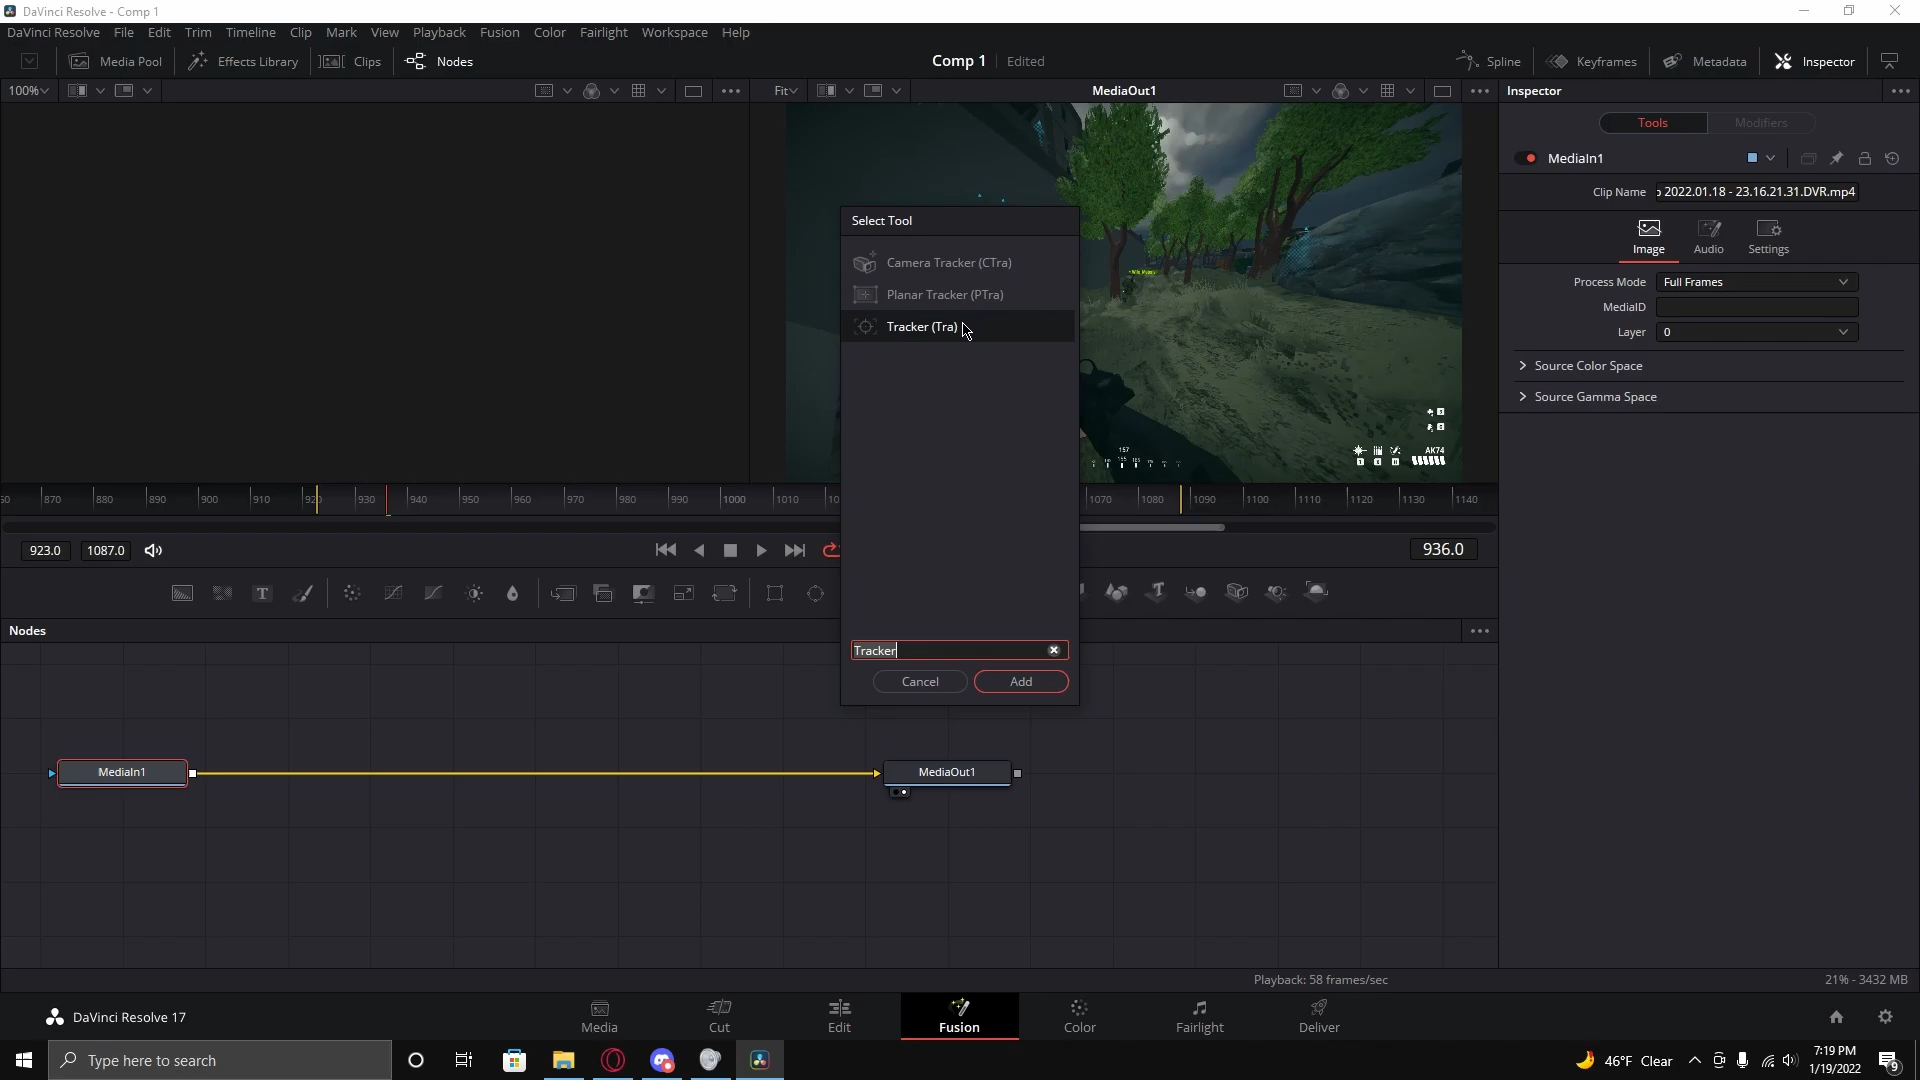 DaVinci Resolve - Comp 1
DaVinci Resolve File Edit Trim Timeline Clip Mark View Playback Fusion Color Fairlight Workspace Help
Media Pool Effects Library Clips Nodes Comp 1 Edited Spline Keyframes Metadata Inspector
100% Fit MediaOut1 Inspector
Tools Modifiers
MediaIn1
Clip Name 2022.01.18 - 23.16.21.31.DVR.mp4
Image Audio Settings
Process Mode Full Frames
MediaID
Layer 0
Source Color Space
Source Gamma Space
Select Tool
Camera Tracker (CTra)
Planar Tracker (PTra)
Tracker (Tra)
157
AK74
870 880 890 900 910 920 930 940 950 960 970 980 990 1000 1010 1070 1080 1090 1100 1110 1120 1130 1140
923.0 1087.0 936.0
Nodes
Tracker
Cancel Add
MediaIn1 MediaOut1
Playback: 58 frames/sec 21% - 3432 MB
DaVinci Resolve 17 Media Cut Edit Fusion Color Fairlight Deliver
Type here to search 46°F Clear 7:19 PM
1/19/2022
9